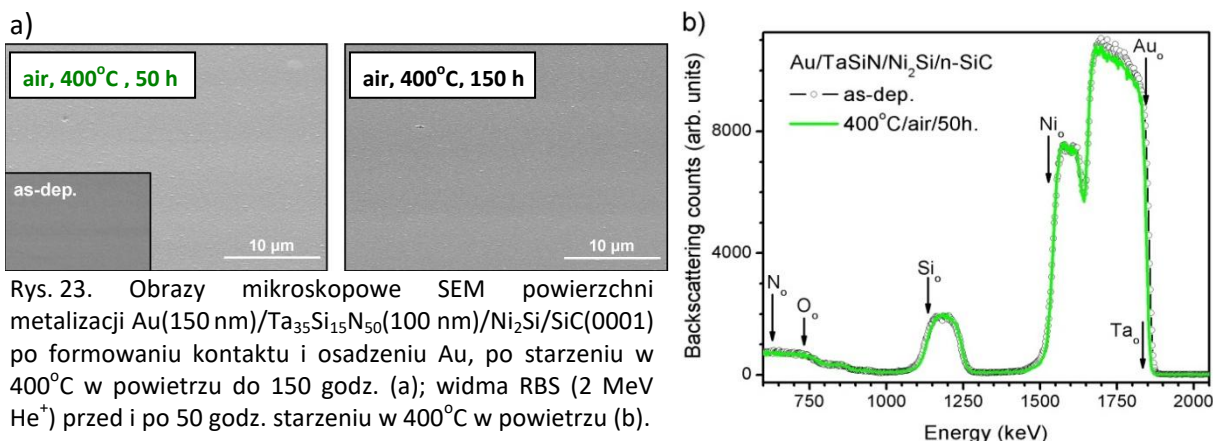 a)
air, 400°C , 50 h
as-dep.
10 µm
air, 400°C, 150 h
10 µm
Rys. 23. Obrazy mikroskopowe SEM powierzchni
metalizacji Au(150 nm)/Ta₃₅Si₁₅N₅₀(100 nm)/Ni₂Si/SiC(0001)
po formowaniu kontaktu i osadzeniu Au, po starzeniu w
400°C w powietrzu do 150 godz. (a); widma RBS (2 MeV
He⁺) przed i po 50 godz. starzeniu w 400°C w powietrzu (b).
b)
Au/TaSiN/Ni₂Si/n-SiC
as-dep.
400°C/air/50h.
Au₀
Ni₀
Si₀
N₀
O₀
Ta₀
Backscattering counts (arb. units)
8000
4000
0
750 1000 1250 1500 1750 2000
Energy (keV)